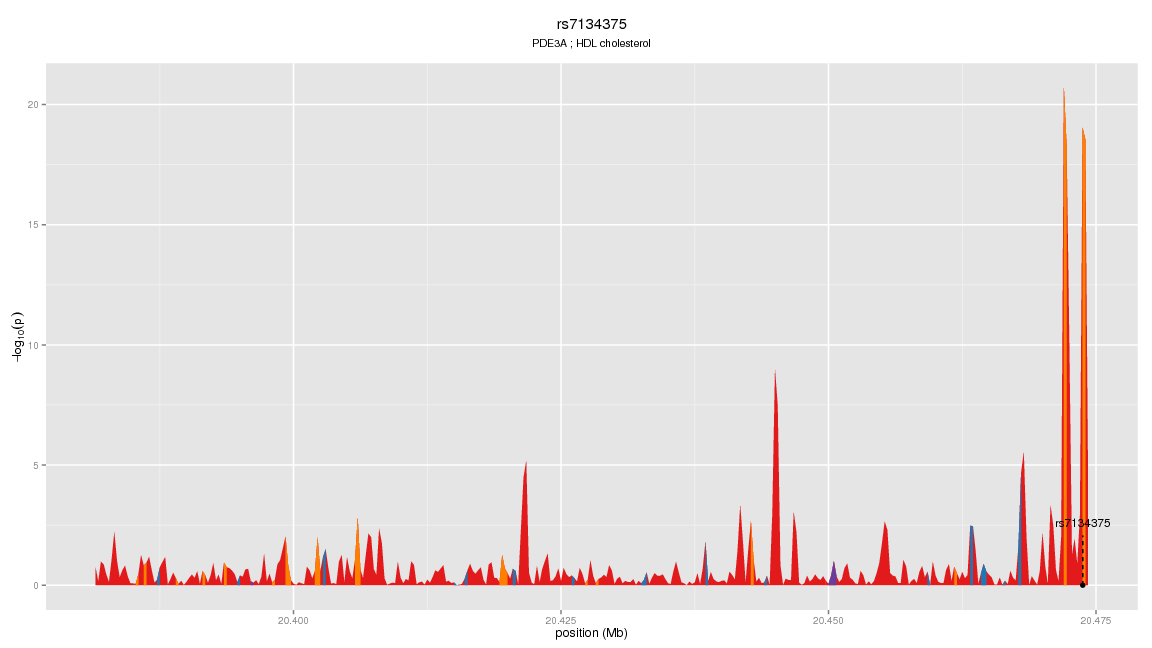 rs7134375
PDE3A ; HDL cholesterol
20
15
10
5
0
−log10(p)
rs7134375
20.400
20.425
20.450
20.475
position (Mb)